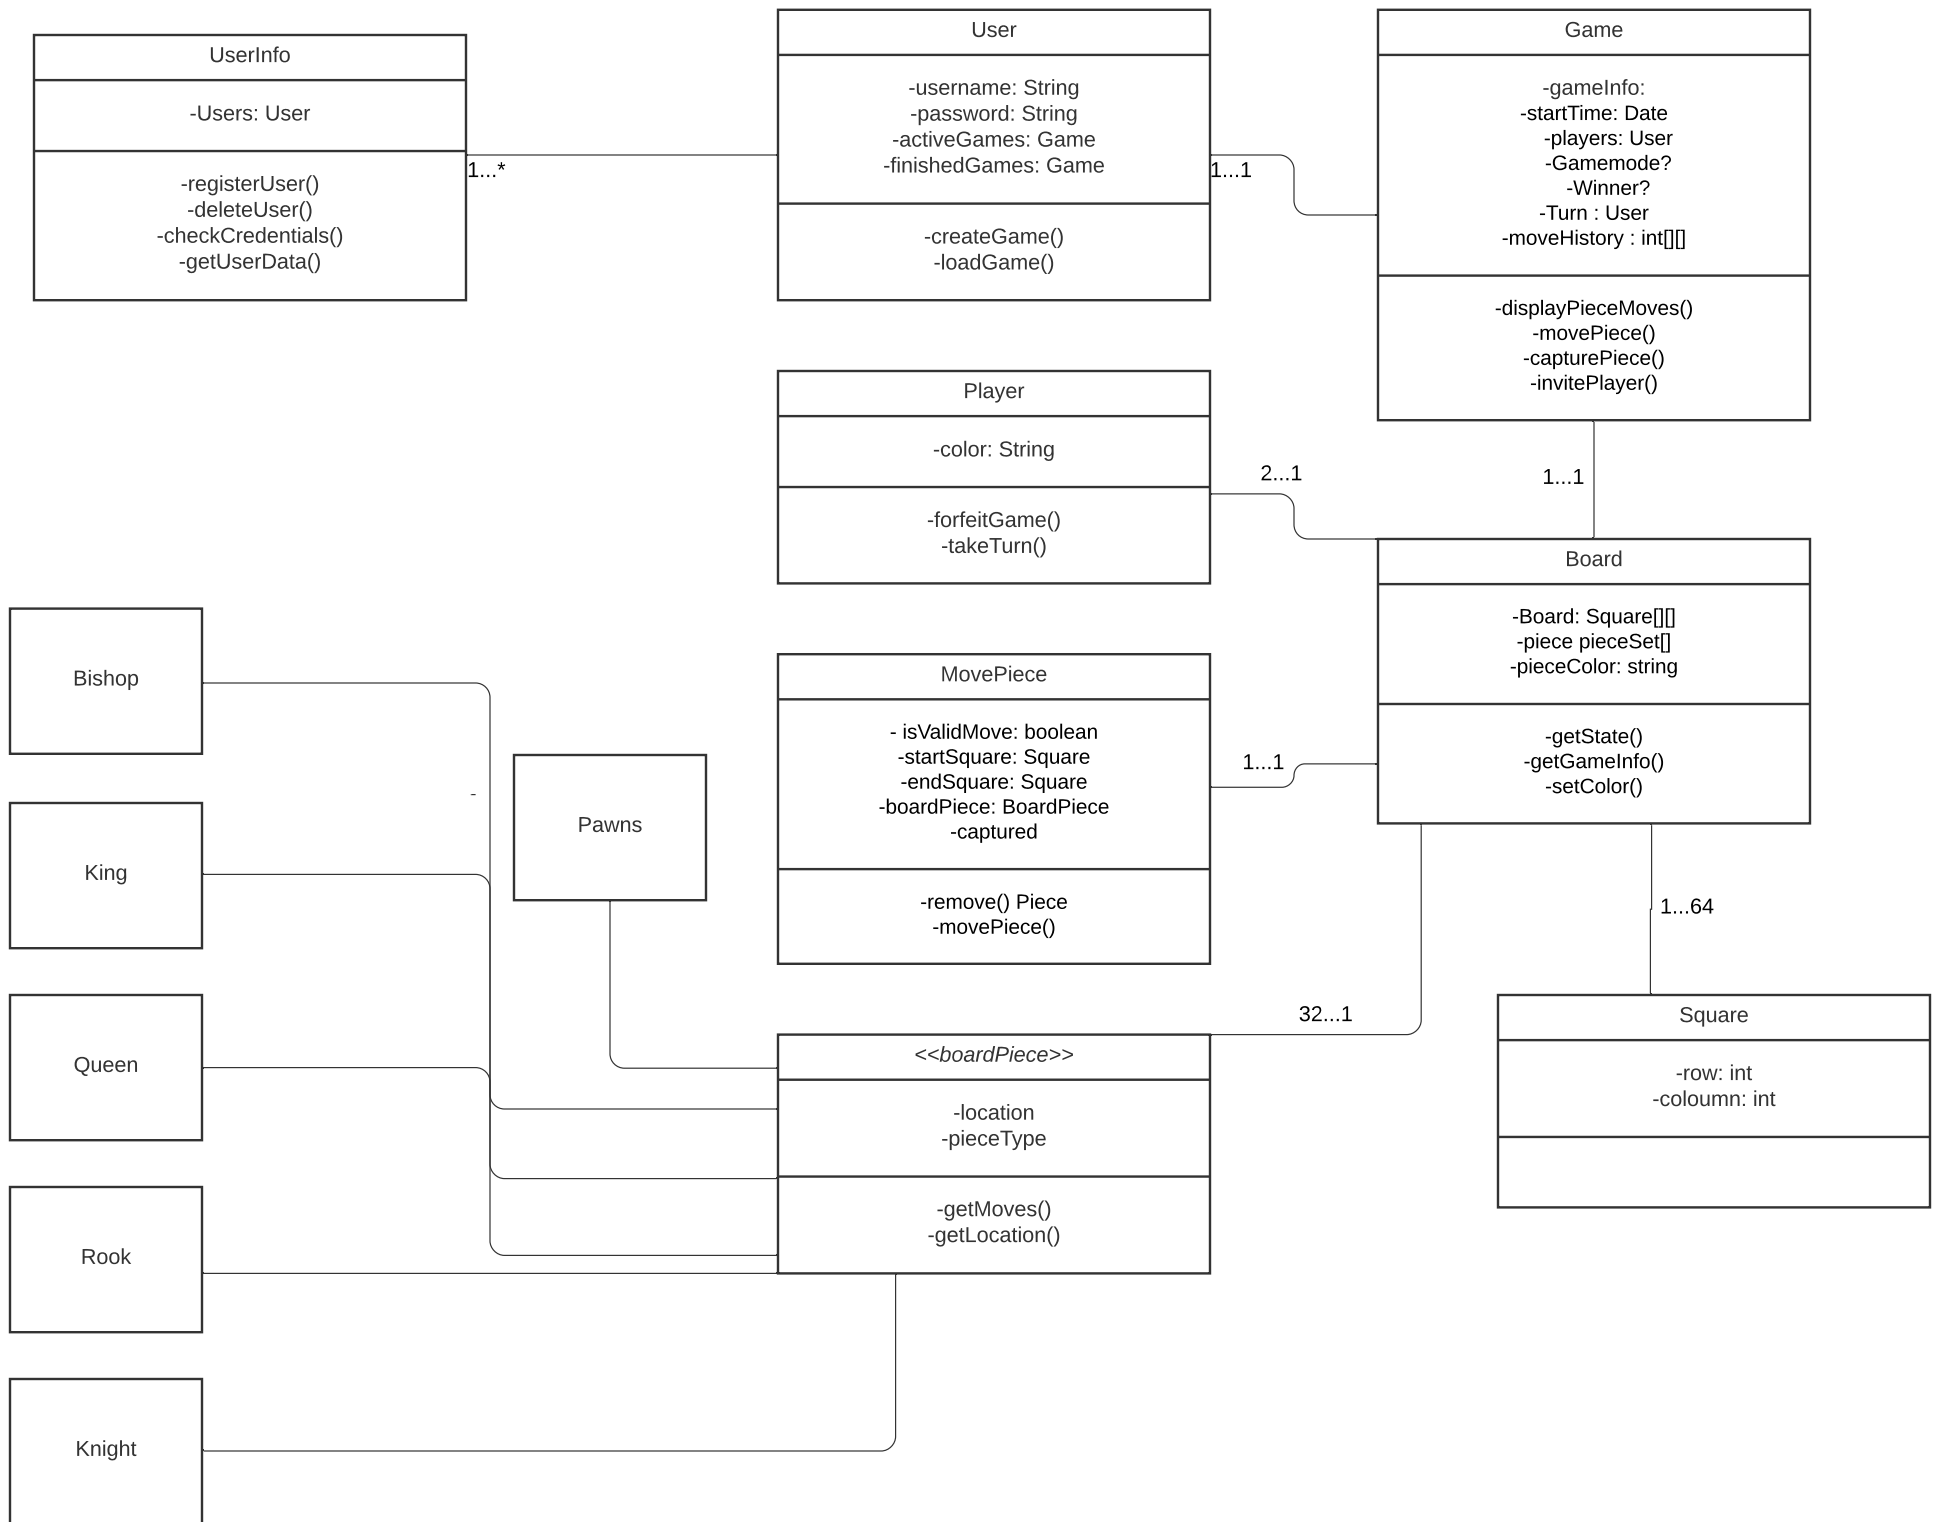 UserInfo
-Users: User
-registerUser()
-deleteUser()
-checkCredentials()
-getUserData()
1...*
User
-username: String
-password: String
-activeGames: Game
-finishedGames: Game
-createGame()
-loadGame()
1...1
Game
-gameInfo:
-startTime: Date
-players: User
-Gamemode?
-Winner?
-Turn : User
-moveHistory : int[][]
-displayPieceMoves()
-movePiece()
-capturePiece()
-invitePlayer()
Player
-color: String
-forfeitGame()
-takeTurn()
2...1
1...1
Board
-Board: Square[][]
-piece pieceSet[]
-pieceColor: string
-getState()
-getGameInfo()
-setColor()
MovePiece
- isValidMove: boolean
-startSquare: Square
-endSquare: Square
-boardPiece: BoardPiece
-captured
-remove() Piece
-movePiece()
1...1
Bishop
-
Pawns
King
Queen
Rook
Knight
32...1
<<boardPiece>>
-location
-pieceType
-getMoves()
-getLocation()
1...64
Square
-row: int
-coloumn: int